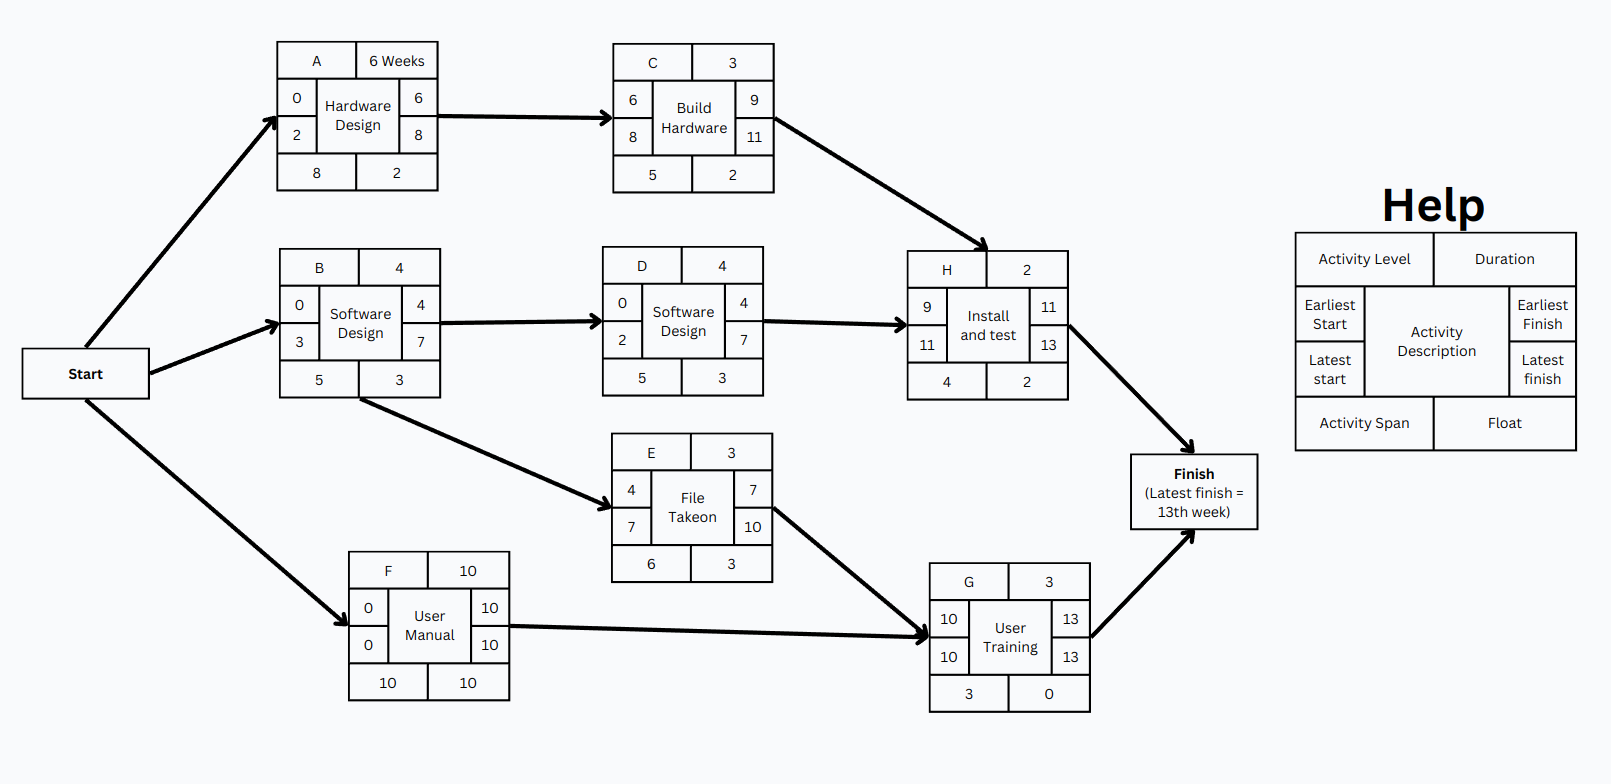 A
6 Weeks
0
Hardware
Design
6
2
8
8
2
C
3
6
Build
Hardware
9
8
11
5
2
B
4
0
Software
Design
4
3
7
5
3
D
4
0
Software
Design
4
2
7
5
3
H
2
9
Install
and test
11
11
13
4
2
Start
E
3
4
File
Takeon
7
7
10
6
3
F
10
0
User
Manual
10
0
10
10
10
G
3
10
User
Training
13
10
13
3
0
Finish
(Latest finish =
13th week)
Help
Activity Level
Duration
Earliest
Start
Activity
Description
Earliest
Finish
Latest
start
Latest
finish
Activity Span
Float